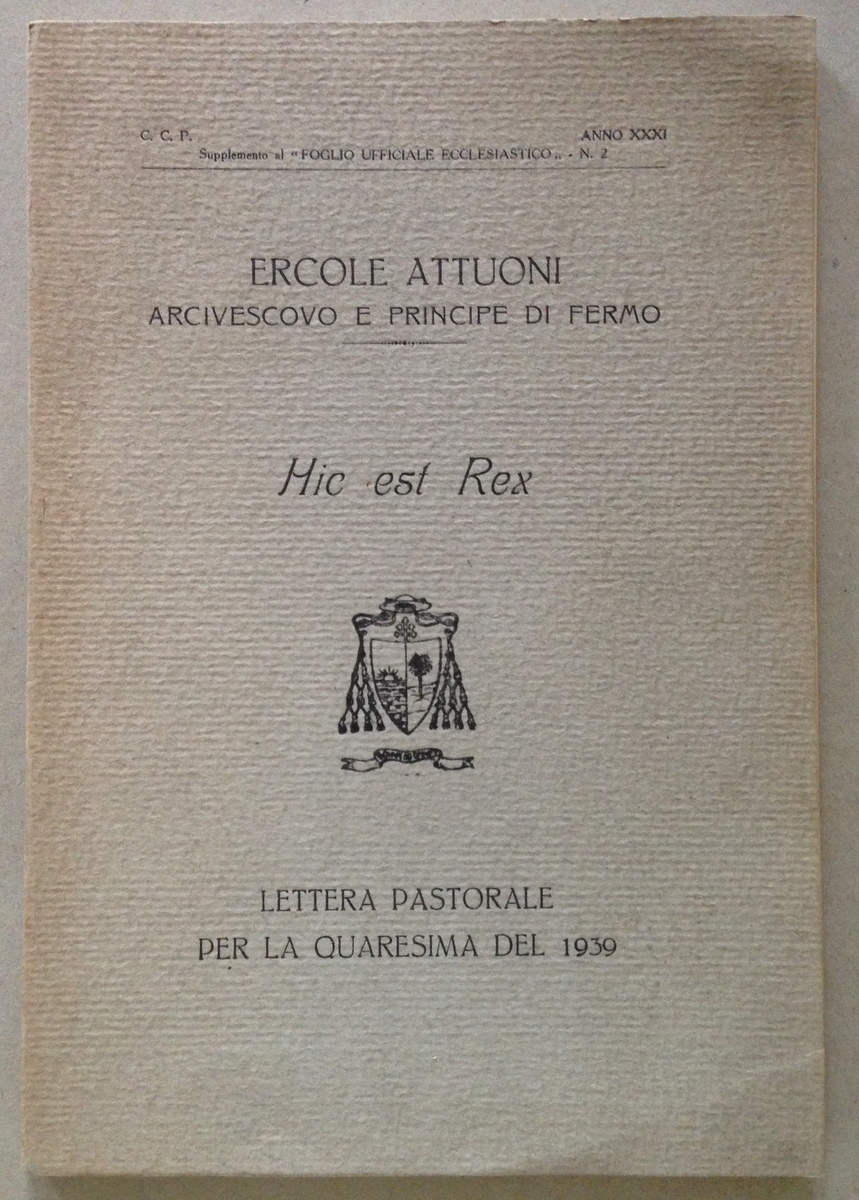 C. C. P. ANNO XXXI
Supplemento al “FOGLIO UFFICIALE ECCLESIASTICO„ - N. 2
ERCOLE ATTUONI
ARCIVESCOVO E PRINCIPE DI FERMO
Hic est Rex
LETTERA PASTORALE
PER LA QUARESIMA DEL 1939